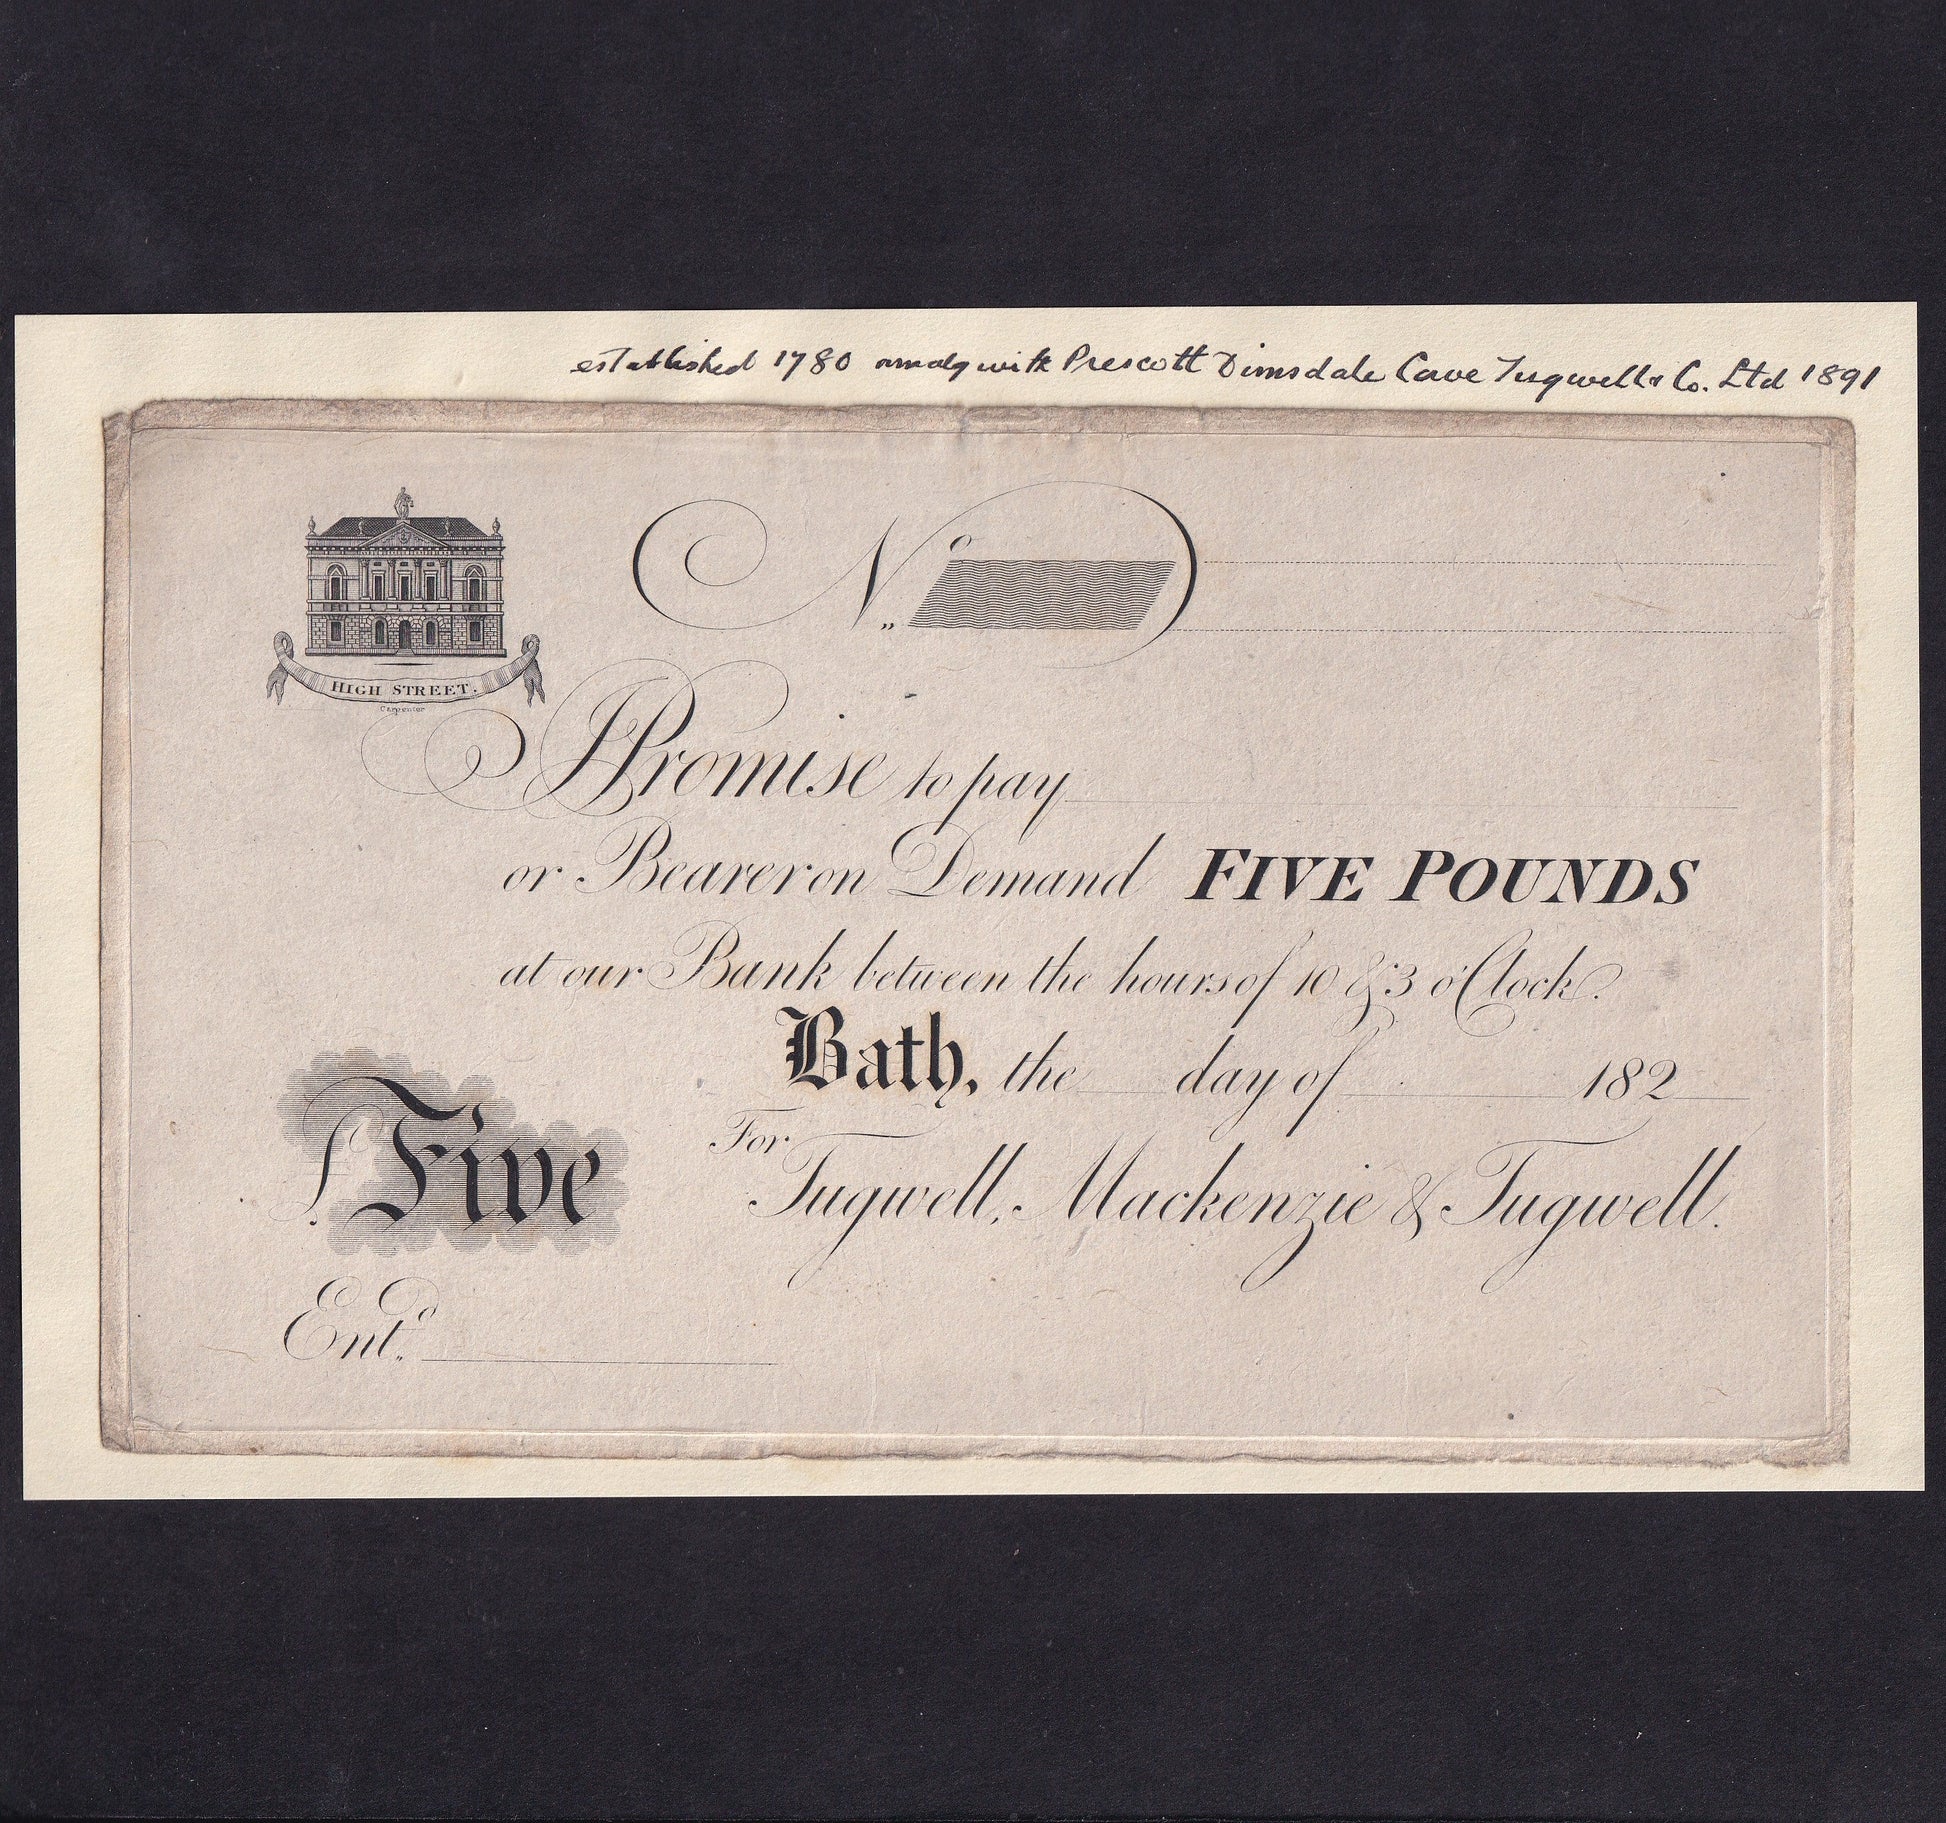 established 1780 amalg with Prescott Dimsdale Cave Tugwell & Co. Ltd 1891
No
HIGH STREET.
Carpenter
I Promise to pay
or Bearer on Demand FIVE POUNDS
at our Bank between the hours of 10 & 3 o'Clock.
Bath, the day of 182
For
£ Five
Tugwell, Mackenzie & Tugwell.
Entd.